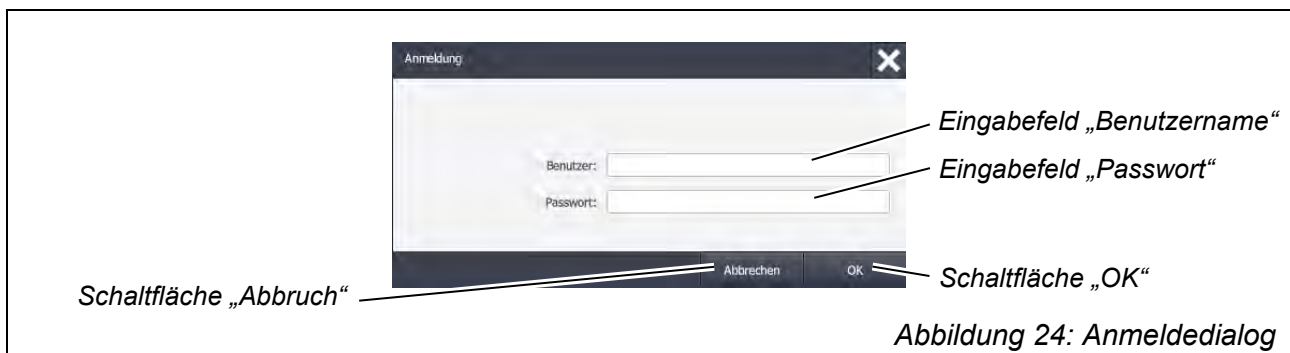 Anmeldung
Eingabefeld „Benutzername“
Benutzer:
Eingabefeld „Passwort“
Passwort:
Abbrechen
OK
Schaltfläche „OK“
Schaltfläche „Abbruch“
Abbildung 24: Anmeldedialog